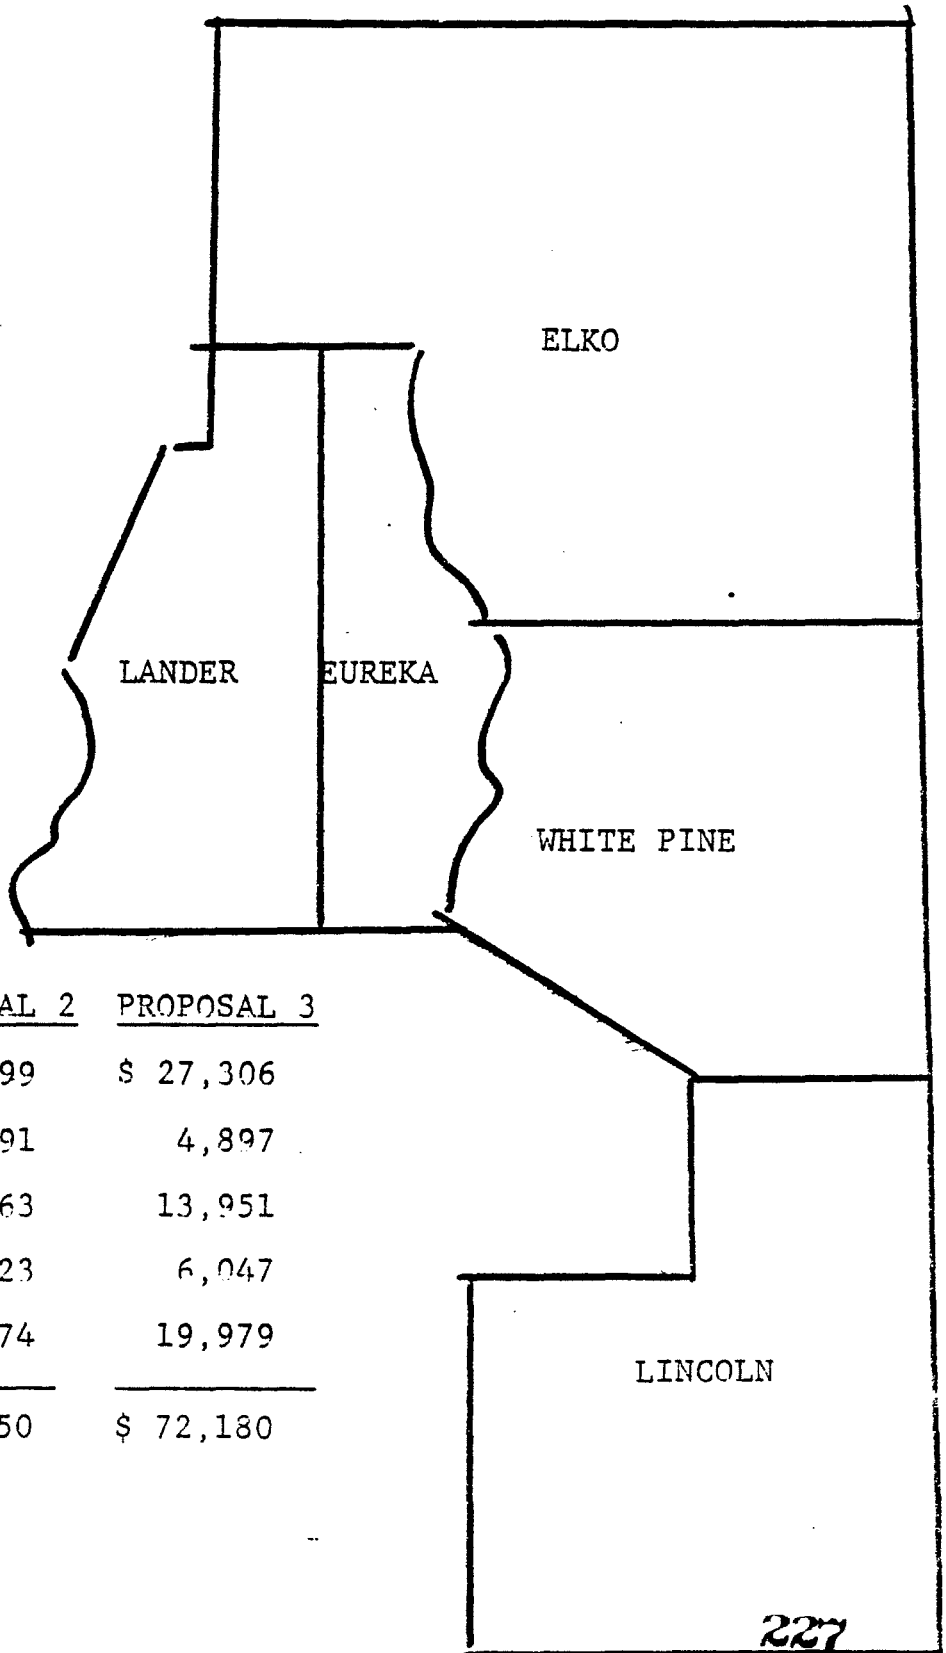 ELKO
LANDER EUREKA
WHITE PINE
AL 2 PROPOSAL 3
99 $ 27,306
91 4,897
63 13,951
23 6,047
74 19,979
50 $ 72,180
LINCOLN
227